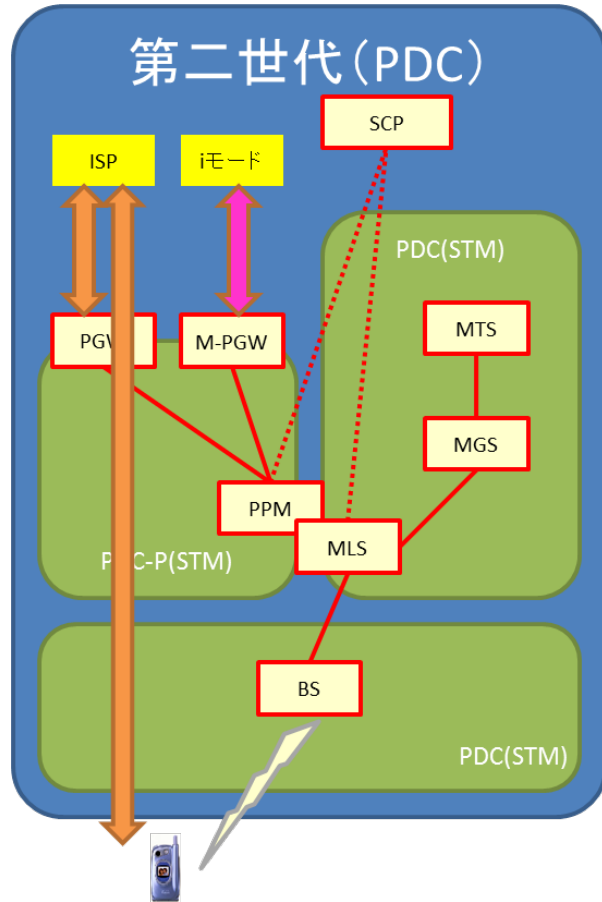 第二世代（PDC）
SCP
ISP
iモード
PDC(STM)
MTS
M-PGW
MGS
PPM
MLS
BS
PDC(STM)